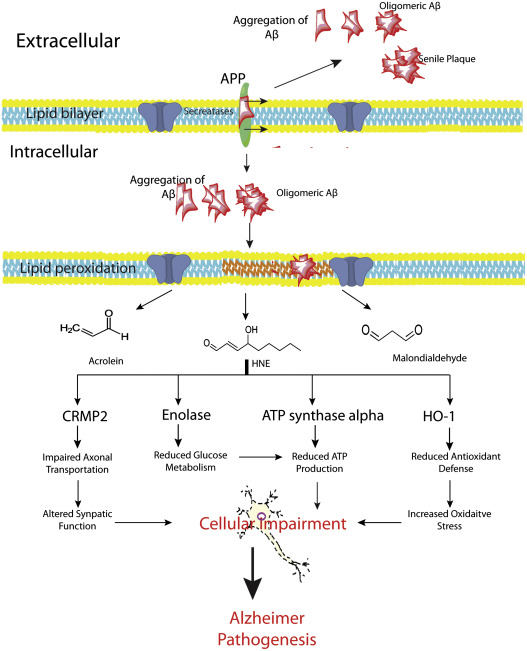 Extracellular
Aggregation of
Aβ
Oligomeric Aβ
Senile Plaque
APP
Lipid bilayer
Secreatases
Intracellular
Aggregation of
Aβ
Oligomeric Aβ
Lipid peroxidation
H₂C
O
H
Acrolein
O
OH
HNE
O
O
Malondialdehyde
CRMP2
Enolase
ATP synthase alpha
HO-1
Impaired Axonal
Transportation
Reduced Glucose
Metabolism
Reduced ATP
Production
Reduced Antioxidant
Defense
Altered Synpatic
Function
Cellular Impairment
Increased Oxidaitve
Stress
Alzheimer
Pathogenesis